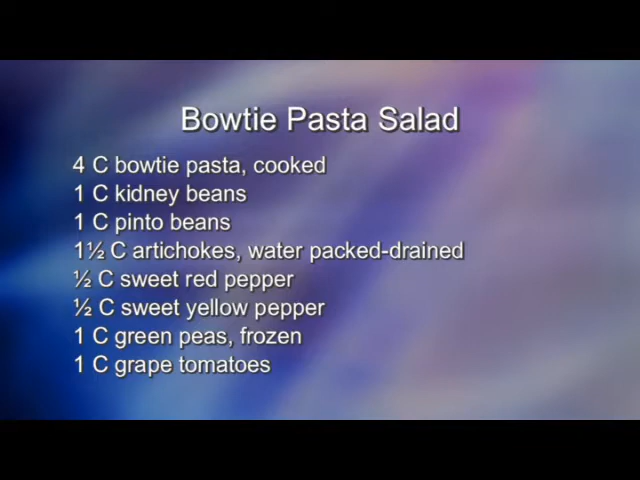 Bowtie Pasta Salad
4 C bowtie pasta, cooked
1 C kidney beans
1 C pinto beans
1½ C artichokes, water packed-drained
½ C sweet red pepper
½ C sweet yellow pepper
1 C green peas, frozen
1 C grape tomatoes